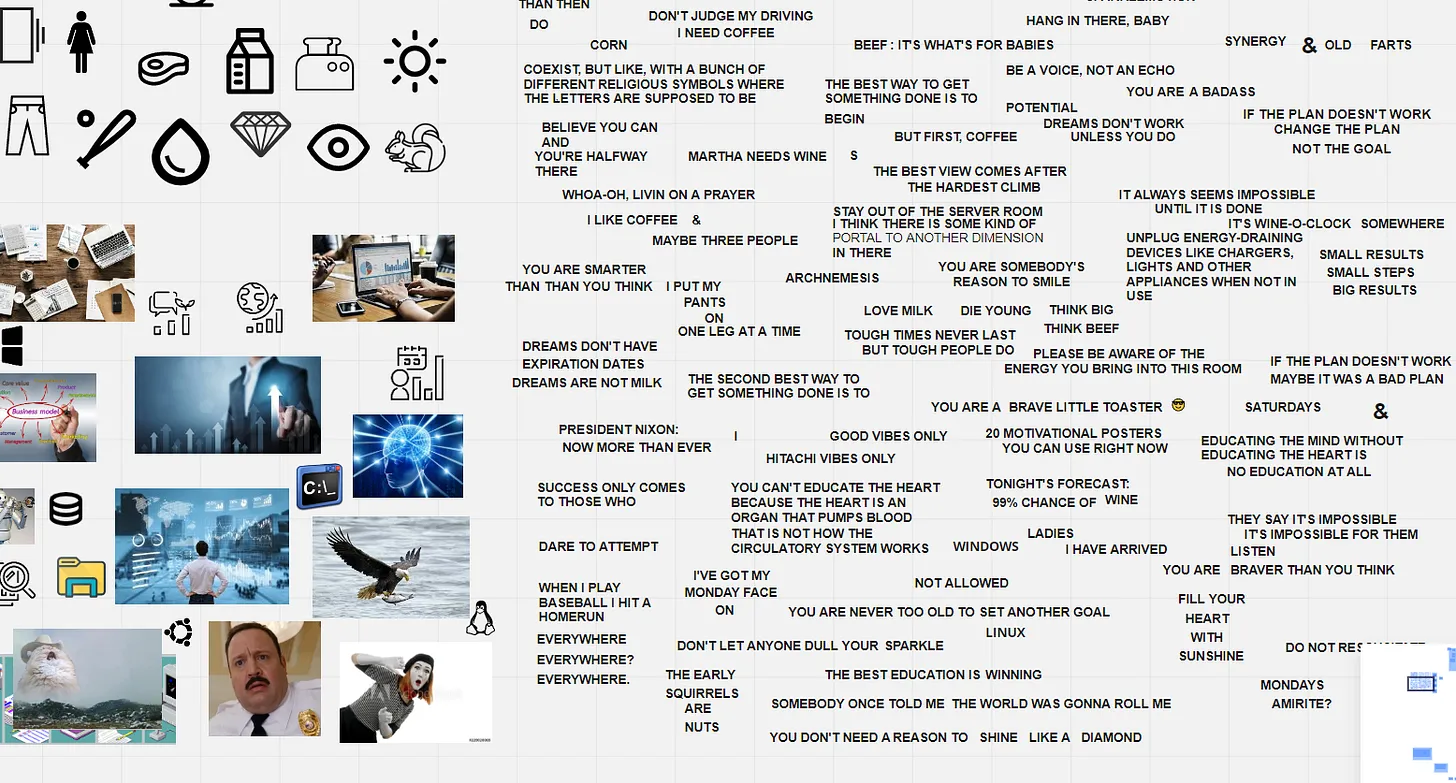 THAN THEN
DO
DON'T JUDGE MY DRIVING
I NEED COFFEE
HANG IN THERE, BABY
CORN
BEEF : IT'S WHAT'S FOR BABIES
SYNERGY
&
OLD
FARTS
COEXIST, BUT LIKE, WITH A BUNCH OF
DIFFERENT RELIGIOUS SYMBOLS WHERE
THE LETTERS ARE SUPPOSED TO BE
THE BEST WAY TO GET
SOMETHING DONE IS TO
BEGIN
BE A VOICE, NOT AN ECHO
YOU ARE A BADASS
POTENTIAL
DREAMS DON'T WORK
UNLESS YOU DO
IF THE PLAN DOESN'T WORK
CHANGE THE PLAN
NOT THE GOAL
BELIEVE YOU CAN
AND
YOU'RE HALFWAY
THERE
BUT FIRST, COFFEE
MARTHA NEEDS WINE
S
THE BEST VIEW COMES AFTER
THE HARDEST CLIMB
WHOA-OH, LIVIN ON A PRAYER
IT ALWAYS SEEMS IMPOSSIBLE
UNTIL IT IS DONE
I LIKE COFFEE
&
MAYBE THREE PEOPLE
STAY OUT OF THE SERVER ROOM
I THINK THERE IS SOME KIND OF
PORTAL TO ANOTHER DIMENSION
IN THERE
IT'S WINE-O-CLOCK
SOMEWHERE
UNPLUG ENERGY-DRAINING
DEVICES LIKE CHARGERS,
LIGHTS AND OTHER
APPLIANCES WHEN NOT IN
USE
SMALL RESULTS
SMALL STEPS
BIG RESULTS
YOU ARE SMARTER
THAN THAN YOU THINK
I PUT MY
PANTS
ON
ONE LEG AT A TIME
ARCHNEMESIS
YOU ARE SOMEBODY'S
REASON TO SMILE
LOVE MILK
DIE YOUNG
THINK BIG
THINK BEEF
TOUGH TIMES NEVER LAST
BUT TOUGH PEOPLE DO
DREAMS DON'T HAVE
EXPIRATION DATES
DREAMS ARE NOT MILK
THE SECOND BEST WAY TO
GET SOMETHING DONE IS TO
PLEASE BE AWARE OF THE
ENERGY YOU BRING INTO THIS ROOM
IF THE PLAN DOESN'T WORK
MAYBE IT WAS A BAD PLAN
Core value
Product
Business model
management
YOU ARE A
BRAVE LITTLE TOASTER 😎
SATURDAYS
&
PRESIDENT NIXON:
NOW MORE THAN EVER
I
GOOD VIBES ONLY
HITACHI VIBES ONLY
20 MOTIVATIONAL POSTERS
YOU CAN USE RIGHT NOW
EDUCATING THE MIND WITHOUT
EDUCATING THE HEART IS
NO EDUCATION AT ALL
C:\_
SUCCESS ONLY COMES
TO THOSE WHO
DARE TO ATTEMPT
YOU CAN'T EDUCATE THE HEART
BECAUSE THE HEART IS AN
ORGAN THAT PUMPS BLOOD
THAT IS NOT HOW THE
CIRCULATORY SYSTEM WORKS
TONIGHT'S FORECAST:
99% CHANCE OF
WINE
WINDOWS
LADIES
I HAVE ARRIVED
THEY SAY IT'S IMPOSSIBLE
IT'S IMPOSSIBLE FOR THEM
LISTEN
YOU ARE
BRAVER THAN YOU THINK
WHEN I PLAY
BASEBALL I HIT A
HOMERUN
I'VE GOT MY
MONDAY FACE
ON
NOT ALLOWED
YOU ARE NEVER TOO OLD TO
SET ANOTHER GOAL
LINUX
FILL YOUR
HEART
WITH
SUNSHINE
EVERYWHERE
EVERYWHERE?
EVERYWHERE.
DON'T LET ANYONE DULL YOUR
SPARKLE
DO NOT
THE EARLY
SQUIRRELS
ARE
NUTS
THE BEST EDUCATION IS
WINNING
SOMEBODY ONCE TOLD ME
THE WORLD WAS GONNA ROLL ME
MONDAYS
AMIRITE?
YOU DON'T NEED A REASON TO
SHINE
LIKE A
DIAMOND